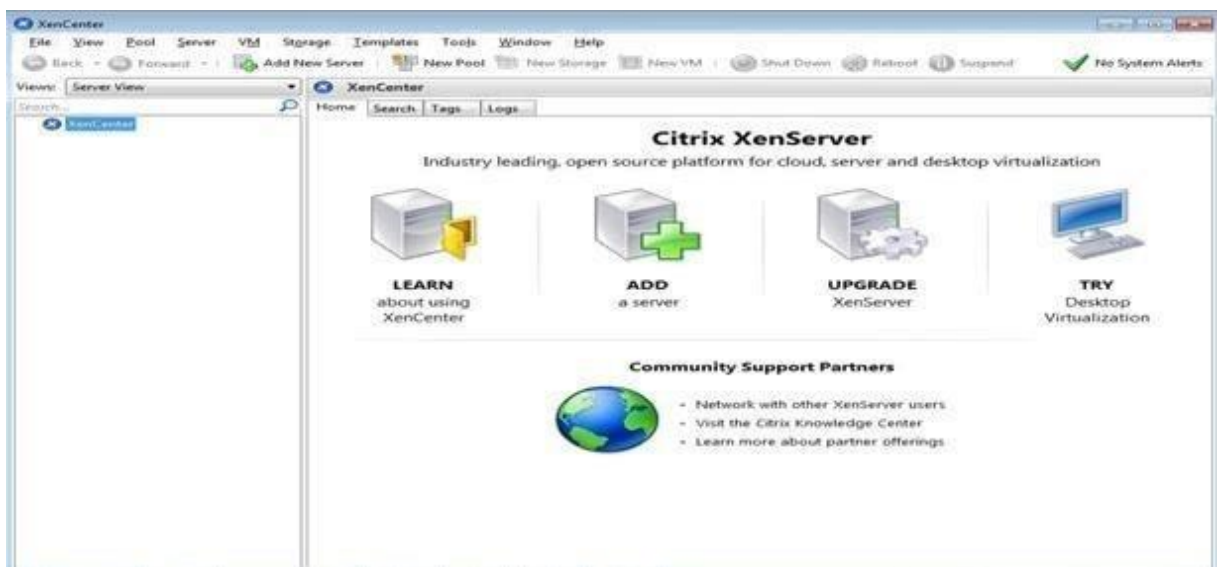 XenCenter
File View Pool Server VM Storage Templates Tools Window Help
Back Forward Add New Server New Pool New Storage New VM Shut Down Reboot Suspend No System Alerts
Views: Server View
XenCenter
Search...
Home Search Tags Logs
XenCenter
Citrix XenServer
Industry leading, open source platform for cloud, server and desktop virtualization
LEARN
about using
XenCenter
ADD
a server
UPGRADE
XenServer
TRY
Desktop
Virtualization
Community Support Partners
- Network with other XenServer users
- Visit the Citrix Knowledge Center
- Learn more about partner offerings